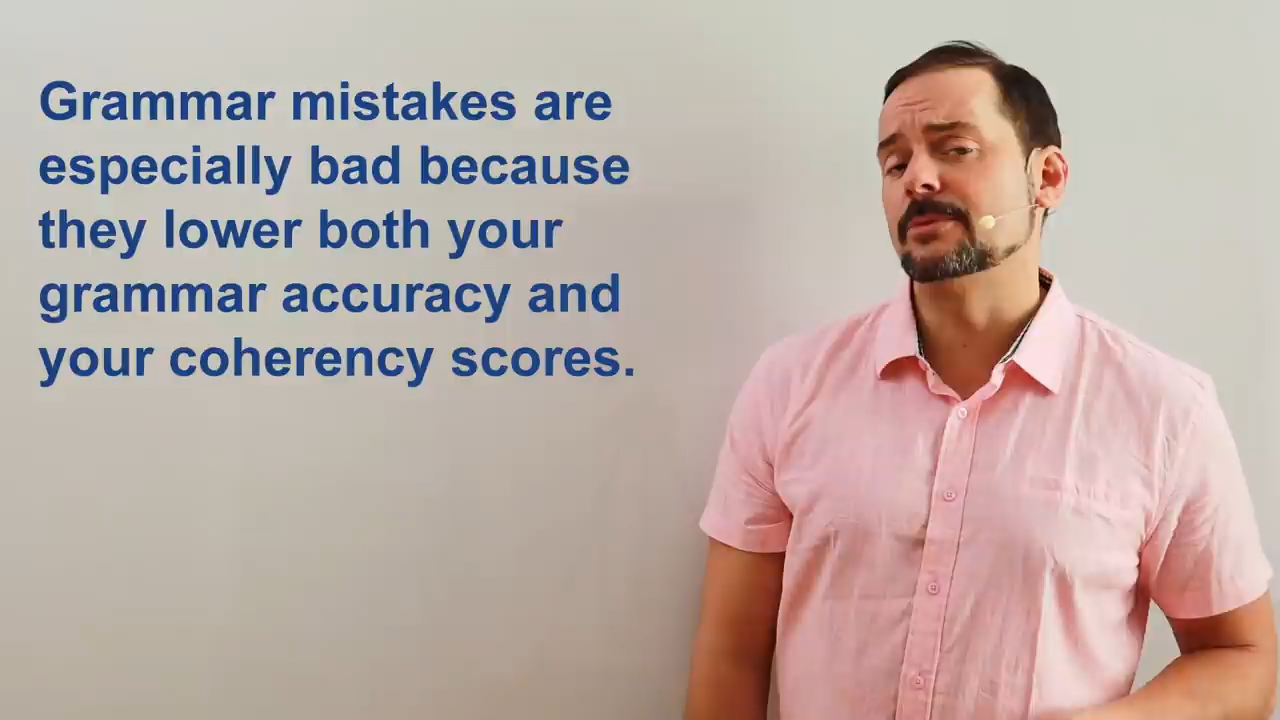 Grammar mistakes are
especially bad because
they lower both your
grammar accuracy and
your coherency scores.